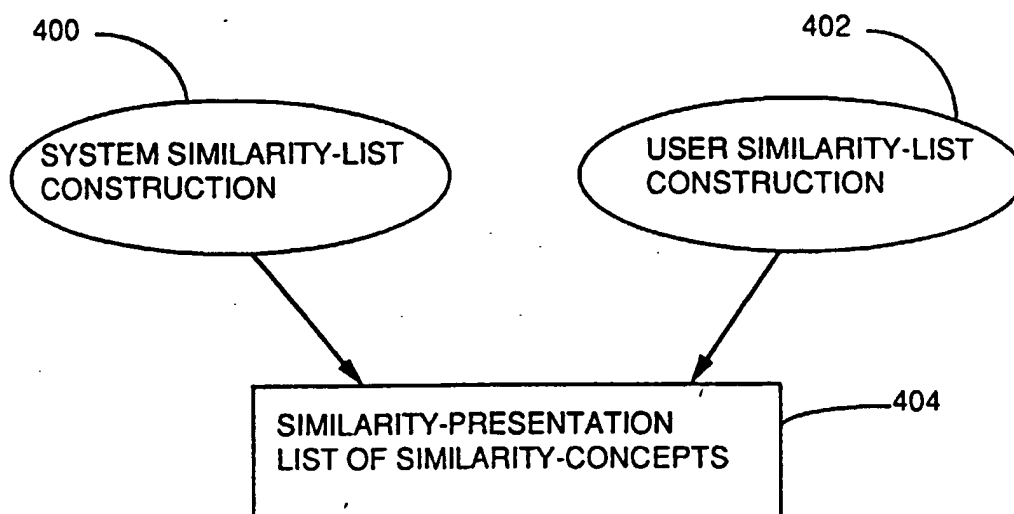 400
402
SYSTEM SIMILARITY-LIST
CONSTRUCTION
USER SIMILARITY-LIST
CONSTRUCTION
SIMILARITY-PRESENTATION
LIST OF SIMILARITY-CONCEPTS
404